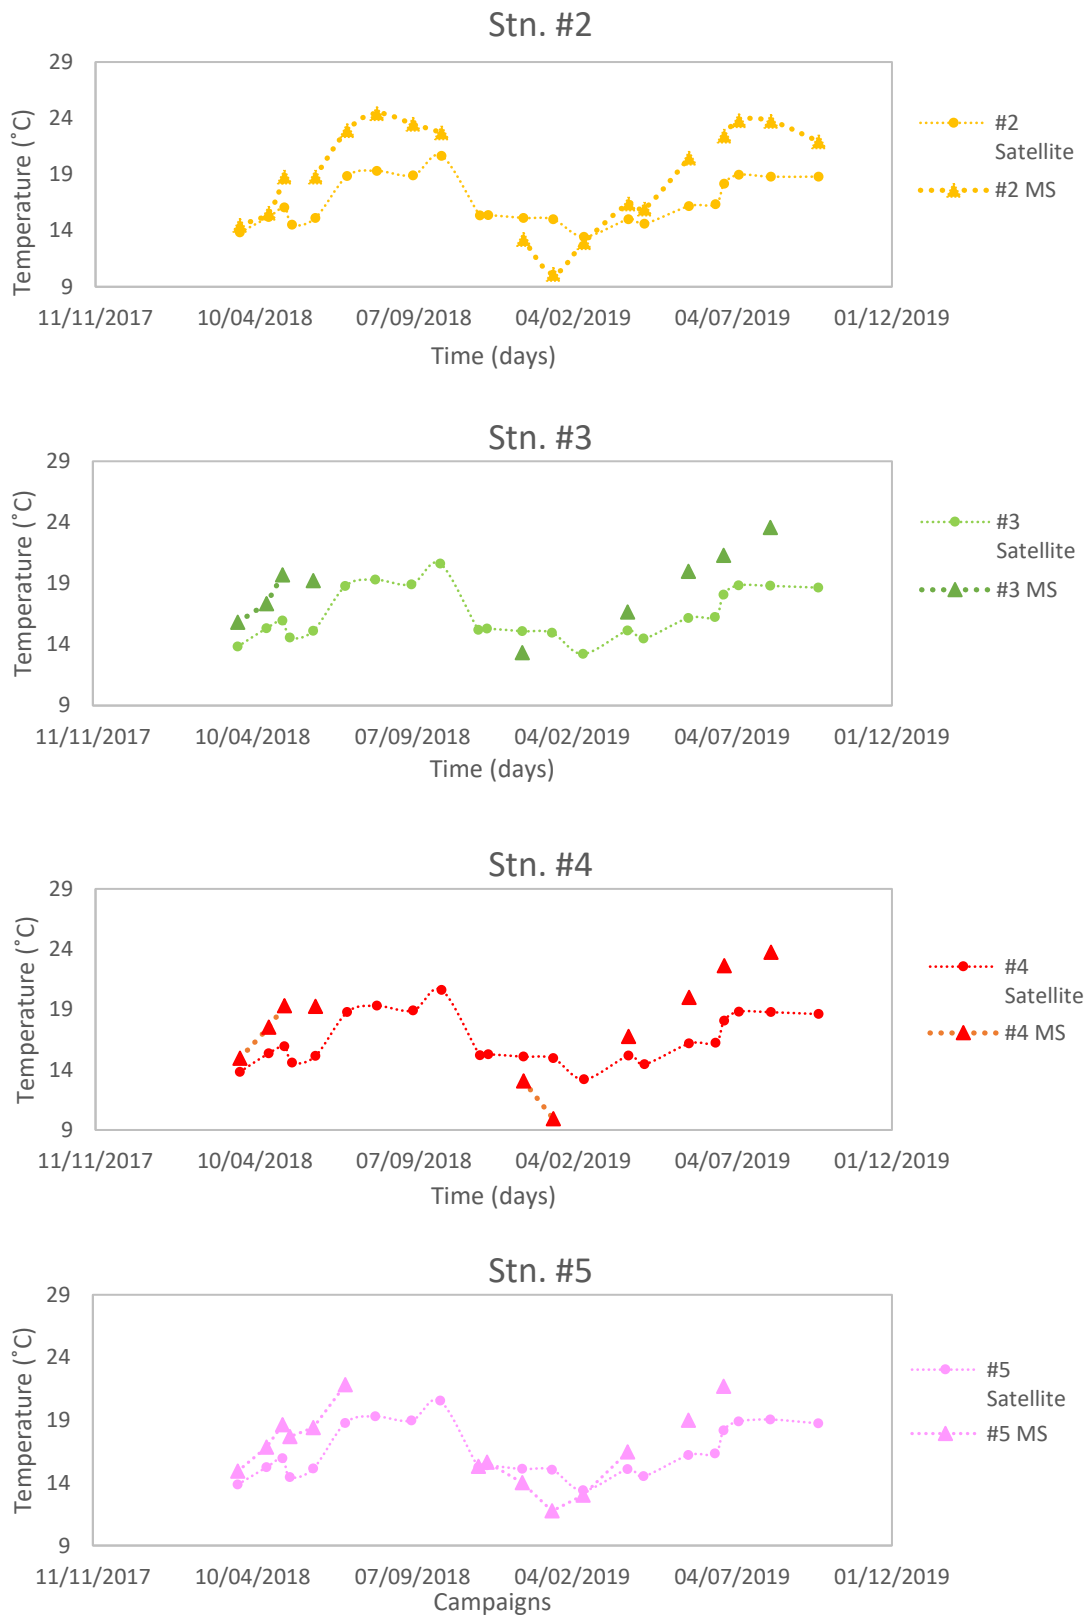 Stn. #2
Temperature (˚C)
29
24
19
14
9
11/11/2017 10/04/2018 07/09/2018 04/02/2019 04/07/2019 01/12/2019
Time (days)
#2
Satellite
#2 MS
Stn. #3
Temperature (˚C)
29
24
19
14
9
11/11/2017 10/04/2018 07/09/2018 04/02/2019 04/07/2019 01/12/2019
Time (days)
#3
Satellite
#3 MS
Stn. #4
Temperature (˚C)
29
24
19
14
9
11/11/2017 10/04/2018 07/09/2018 04/02/2019 04/07/2019 01/12/2019
Time (days)
#4
Satellite
#4 MS
Stn. #5
Temperature (˚C)
29
24
19
14
9
11/11/2017 10/04/2018 07/09/2018 04/02/2019 04/07/2019 01/12/2019
Campaigns
#5
Satellite
#5 MS